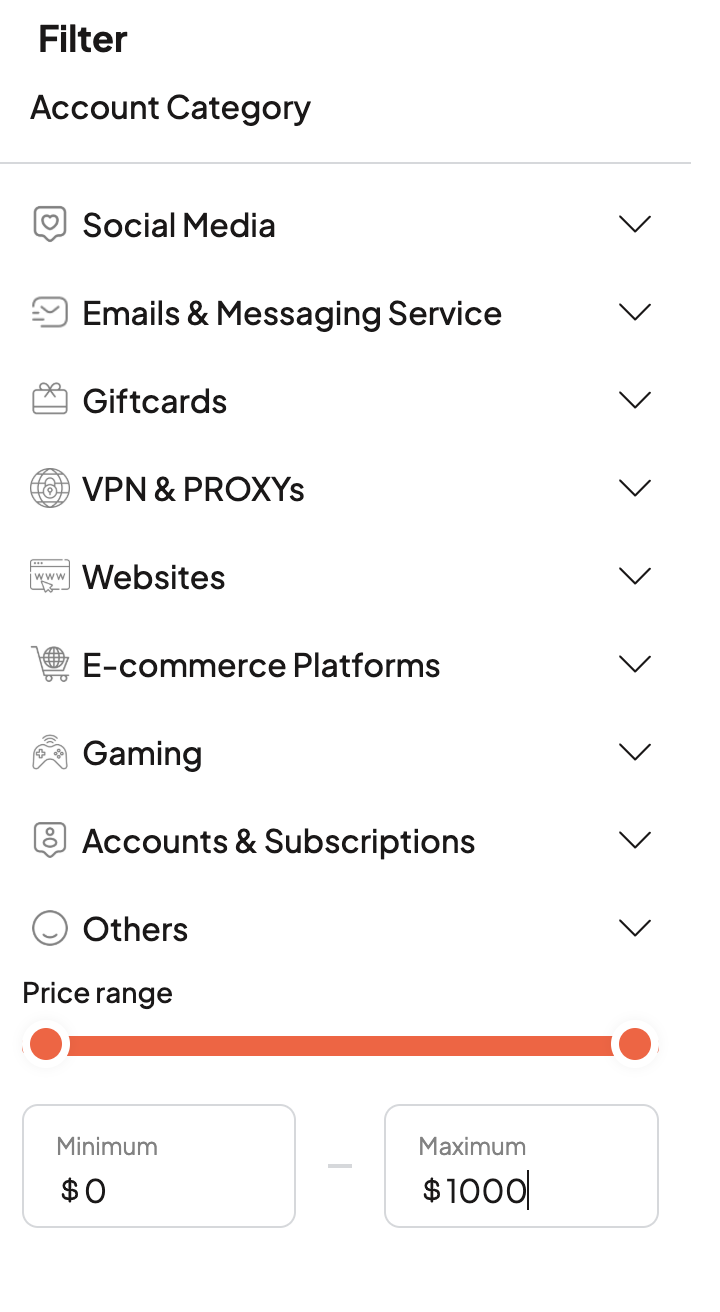 Filter
Account Category
Social Media
Emails & Messaging Service
Giftcards
VPN & PROXYs
www
Websites
E-commerce Platforms
Gaming
Accounts & Subscriptions
Others
Price range
Minimum
$ 0
–
Maximum
$ 1000